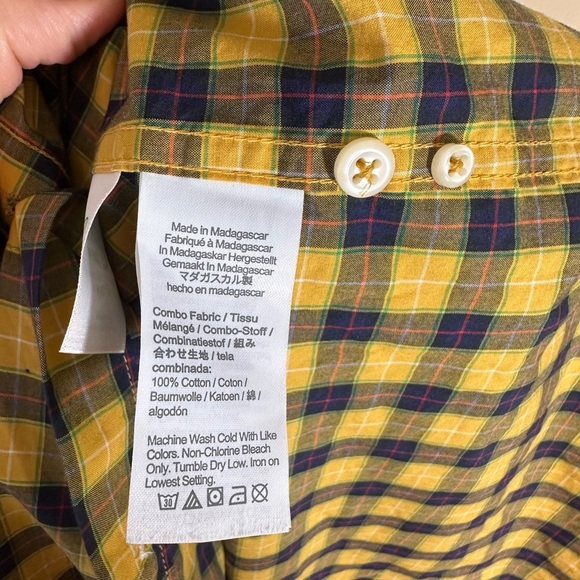 Made in Madagascar
Fabriqué à Madagascar
In Madagaskar Hergestellt
Gemaakt In Madagascar
マダガスカル製
hecho en madagascar
Combo Fabric / Tissu
Mélangé / Combo-Stoff /
Combinatiestof / 組み
合わせ生地 / tela
combinada:
100% Cotton / Coton /
Baumwolle / Katoen / 綿 /
algodón
Machine Wash Cold With Like
Colors. Non-Chlorine Bleach
Only. Tumble Dry Low. Iron on
Lowest Setting.
30